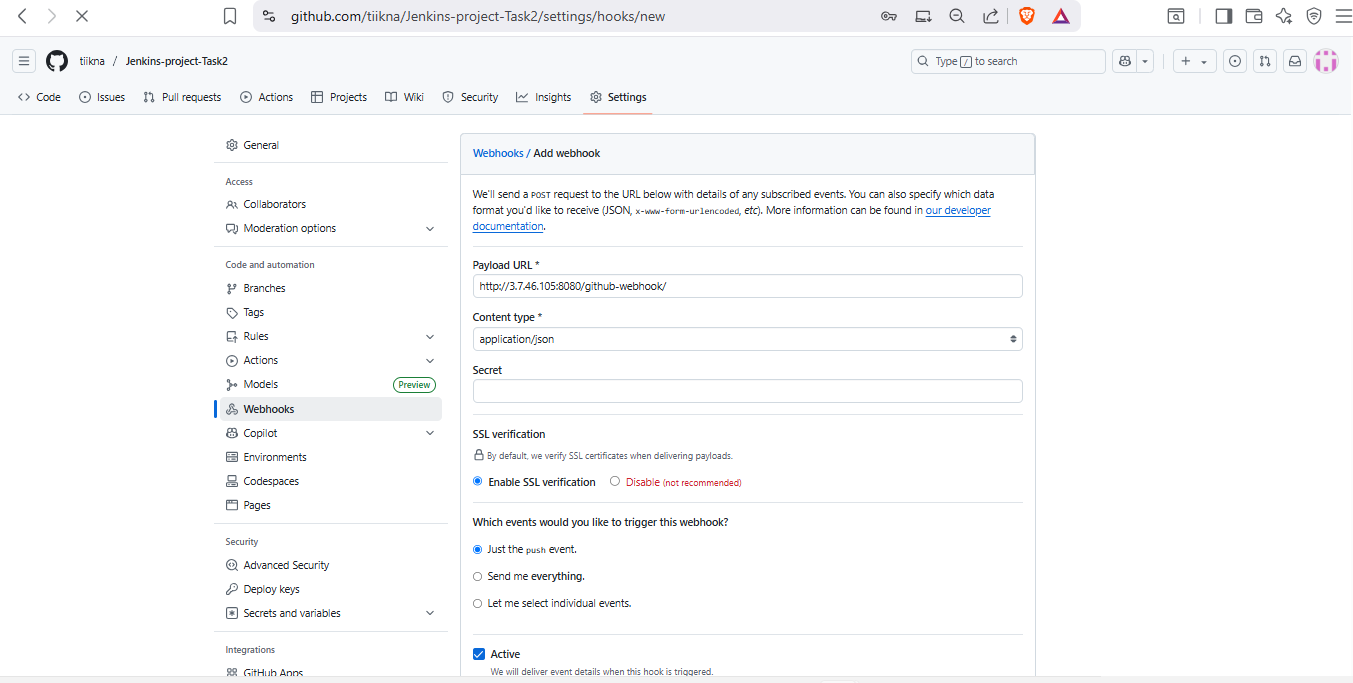 github.com/tiikna/Jenkins-project-Task2/settings/hooks/new
tiikna / Jenkins-project-Task2
Type / to search
Code Issues Pull requests Actions Projects Wiki Security Insights Settings
General
Access
Collaborators
Moderation options
Code and automation
Branches
Tags
Rules
Actions
Models Preview
Webhooks
Copilot
Environments
Codespaces
Pages
Security
Advanced Security
Deploy keys
Secrets and variables
Integrations
GitHub Apps
Webhooks / Add webhook
We'll send a POST request to the URL below with details of any subscribed events. You can also specify which data
format you'd like to receive (JSON, x-www-form-urlencoded, etc). More information can be found in our developer
documentation.
Payload URL *
http://3.7.46.105:8080/github-webhook/
Content type *
application/json
Secret
SSL verification
By default, we verify SSL certificates when delivering payloads.
Enable SSL verification Disable (not recommended)
Which events would you like to trigger this webhook?
Just the push event.
Send me everything.
Let me select individual events.
Active
We will deliver event details when this hook is triggered.